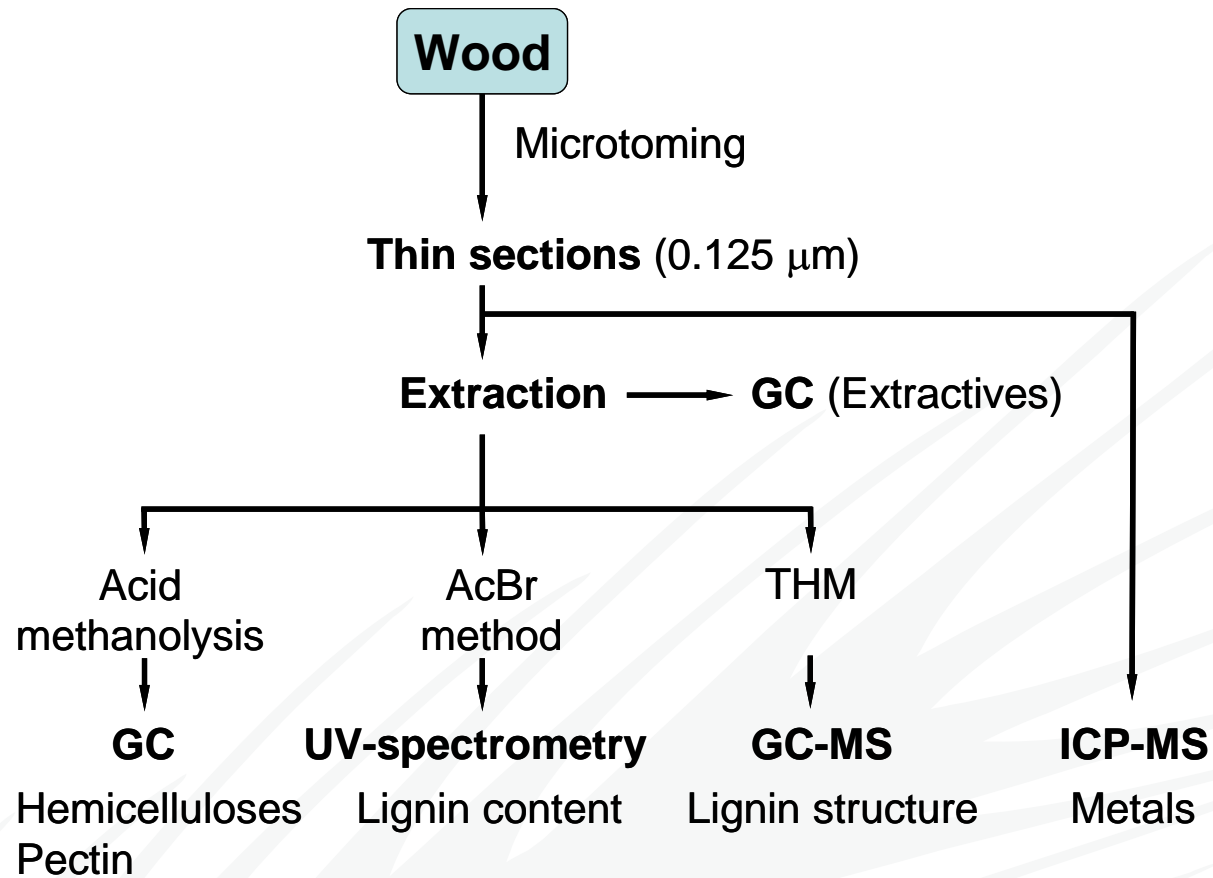 Wood
Microtoming
Thin sections (0.125 μm)
Extraction
GC (Extractives)
Acid
methanolysis
AcBr
method
THM
GC
UV-spectrometry
GC-MS
ICP-MS
Hemicelluloses
Pectin
Lignin content
Lignin structure
Metals